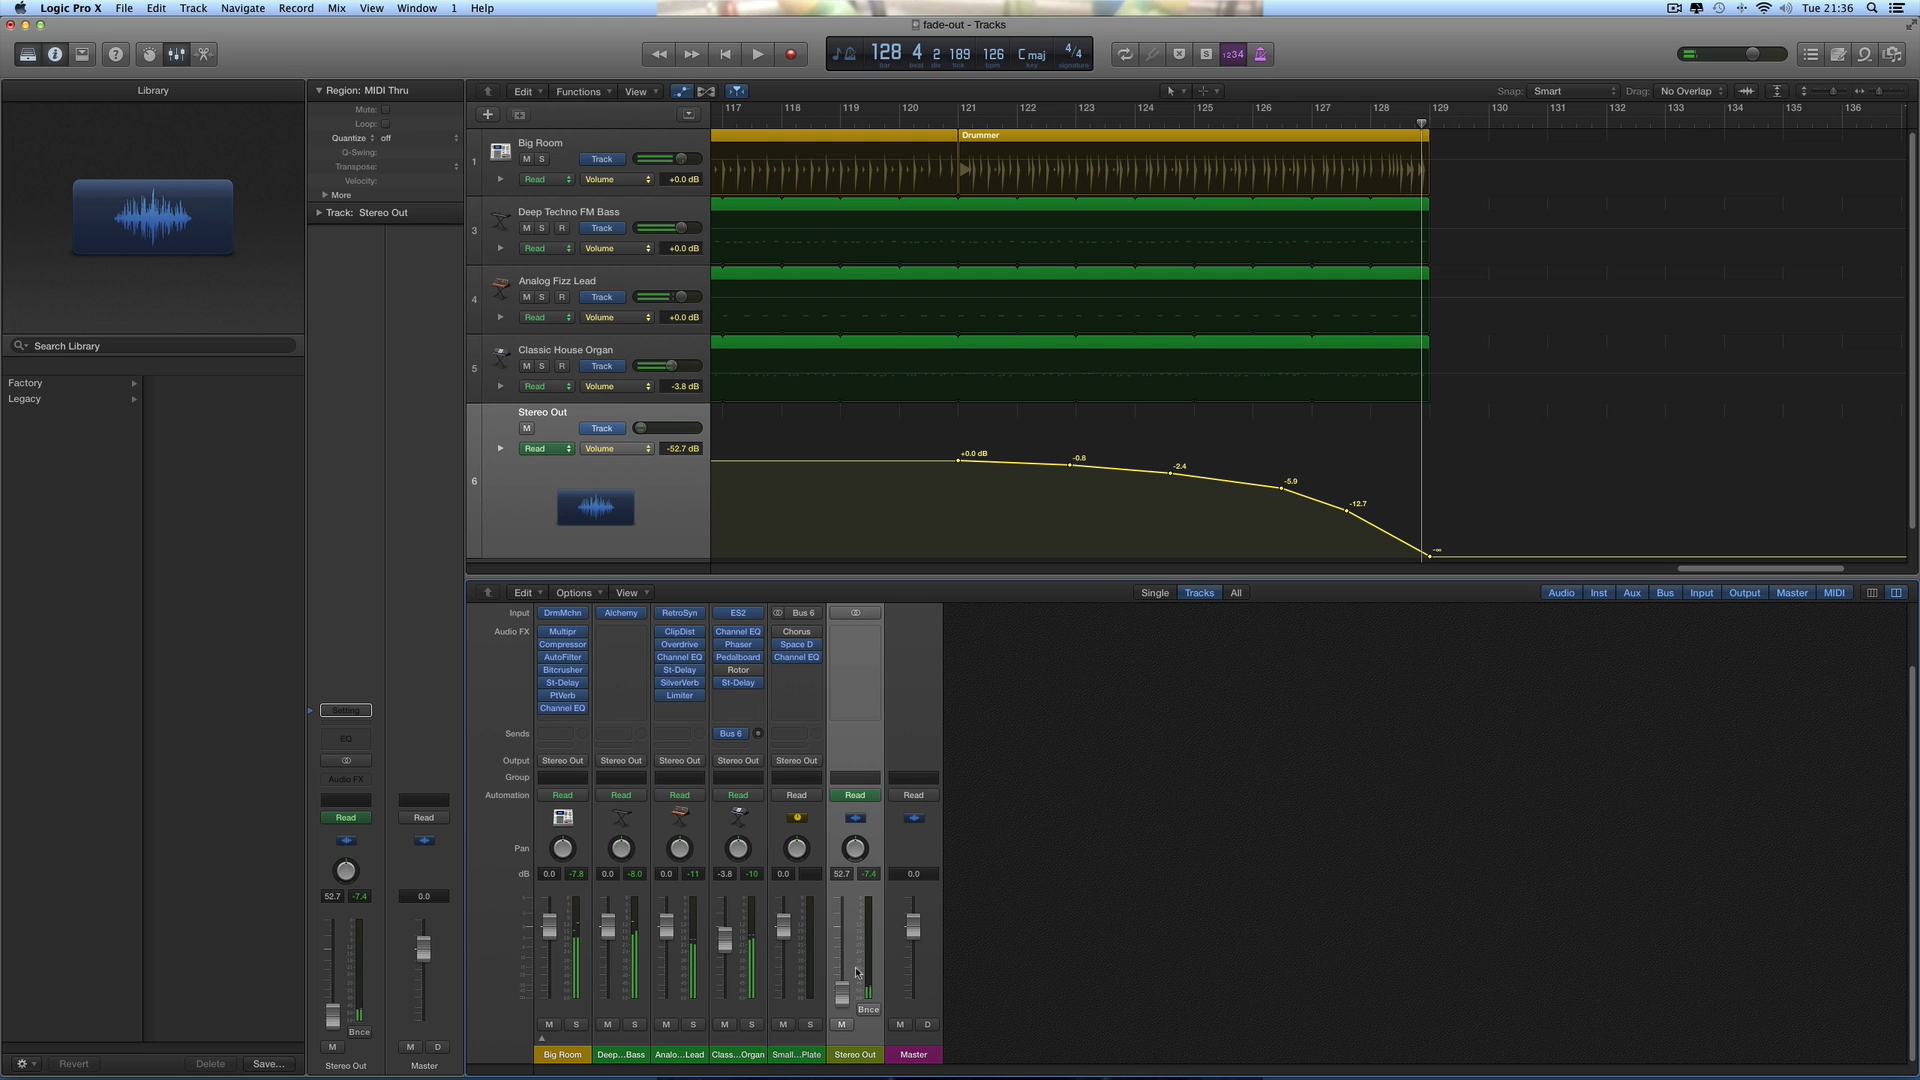 Logic Pro X File Edit Track Navigate Record Mix View Window 1 Help Tue 21:36
fade-out - Tracks
128 4 2 189 126 C maj 4/4
bar beat div tick bpm key signature
1234
Library
Region: MIDI Thru
Mute:
Loop:
Quantize off
Q-Swing:
Transpose:
Velocity:
More
Track: Stereo Out
Search Library
Factory
Legacy
Revert Delete Save...
Setting
EQ
Audio FX
Read Read
52.7 -7.4 0.0
Bnce
M M D
Stereo Out Master
Edit Functions View Snap: Smart Drag: No Overlap
117 118 119 120 121 122 123 124 125 126 127 128 129 130 131 132 133 134 135 136
Drummer
1 Big Room
M S Track
Read Volume +0.0 dB
3 Deep Techno FM Bass
M S R Track
Read Volume +0.0 dB
4 Analog Fizz Lead
M S R Track
Read Volume +0.0 dB
5 Classic House Organ
M S R Track
Read Volume -3.8 dB
6 Stereo Out
M Track
Read Volume -52.7 dB
+0.0 dB -0.8 -2.4 -5.9 -12.7 -∞
Edit Options View Single Tracks All Audio Inst Aux Bus Input Output Master MIDI
Input DrmMchn Alchemy RetroSyn ES2 Bus 6
Audio FX Multipr ClipDist Channel EQ Chorus
Compressor Overdrive Phaser Space D
AutoFilter Channel EQ Pedalboard Channel EQ
Bitcrusher St-Delay Rotor
St-Delay SilverVerb St-Delay
PtVerb Limiter
Channel EQ
Sends Bus 6
Output Stereo Out Stereo Out Stereo Out Stereo Out Stereo Out
Group
Automation Read Read Read Read Read Read Read
Pan
dB 0.0 -7.8 0.0 -8.0 0.0 -11 -3.8 -10 0.0 52.7 -7.4 0.0
Bnce
M S M S M S M S M S M M D
Big Room Deep...Bass Analo...Lead Class...Organ Small...Plate Stereo Out Master